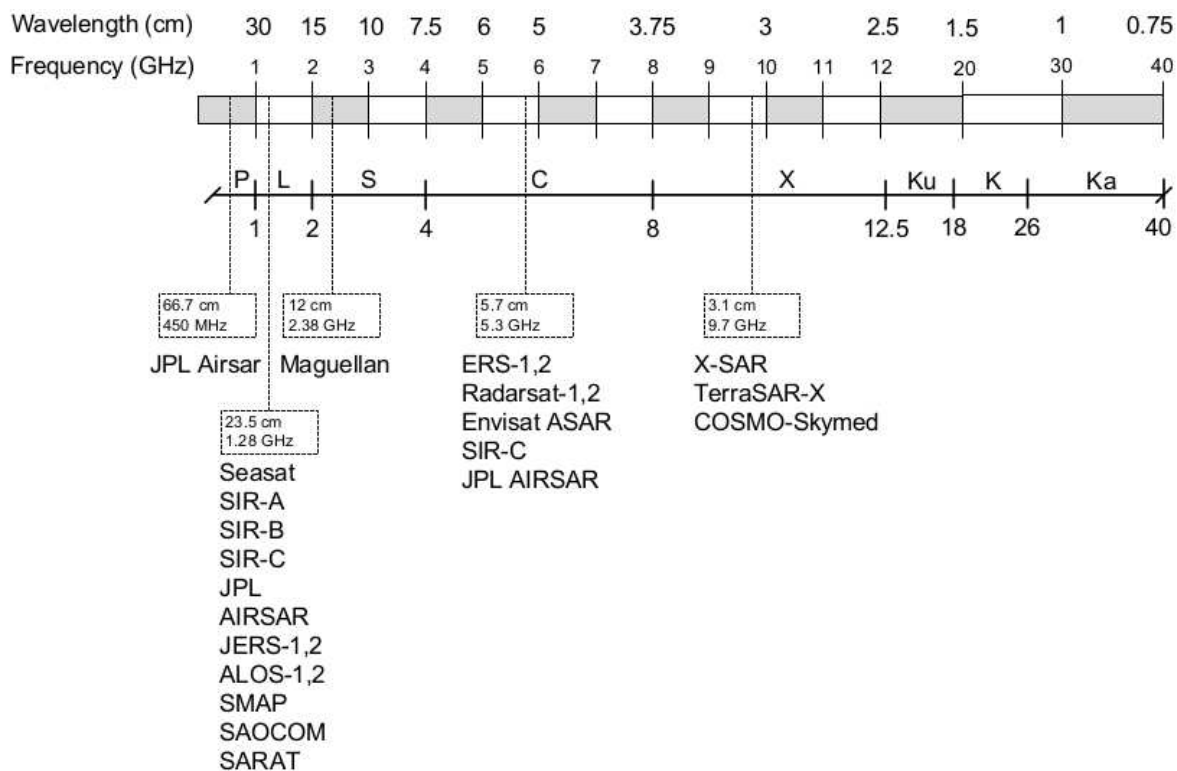 Wavelength (cm) 30 15 10 7.5 6 5 3.75 3 2.5 1.5 1 0.75
Frequency (GHz) 1 2 3 4 5 6 7 8 9 10 11 12 20 30 40
P L S C X Ku K Ka
1 2 4 8 12.5 18 26 40
66.7 cm
450 MHz
JPL Airsar
12 cm
2.38 GHz
Maguellan
5.7 cm
5.3 GHz
ERS-1,2
Radarsat-1,2
Envisat ASAR
SIR-C
JPL AIRSAR
3.1 cm
9.7 GHz
X-SAR
TerraSAR-X
COSMO-Skymed
23.5 cm
1.28 GHz
Seasat
SIR-A
SIR-B
SIR-C
JPL
AIRSAR
JERS-1,2
ALOS-1,2
SMAP
SAOCOM
SARAT